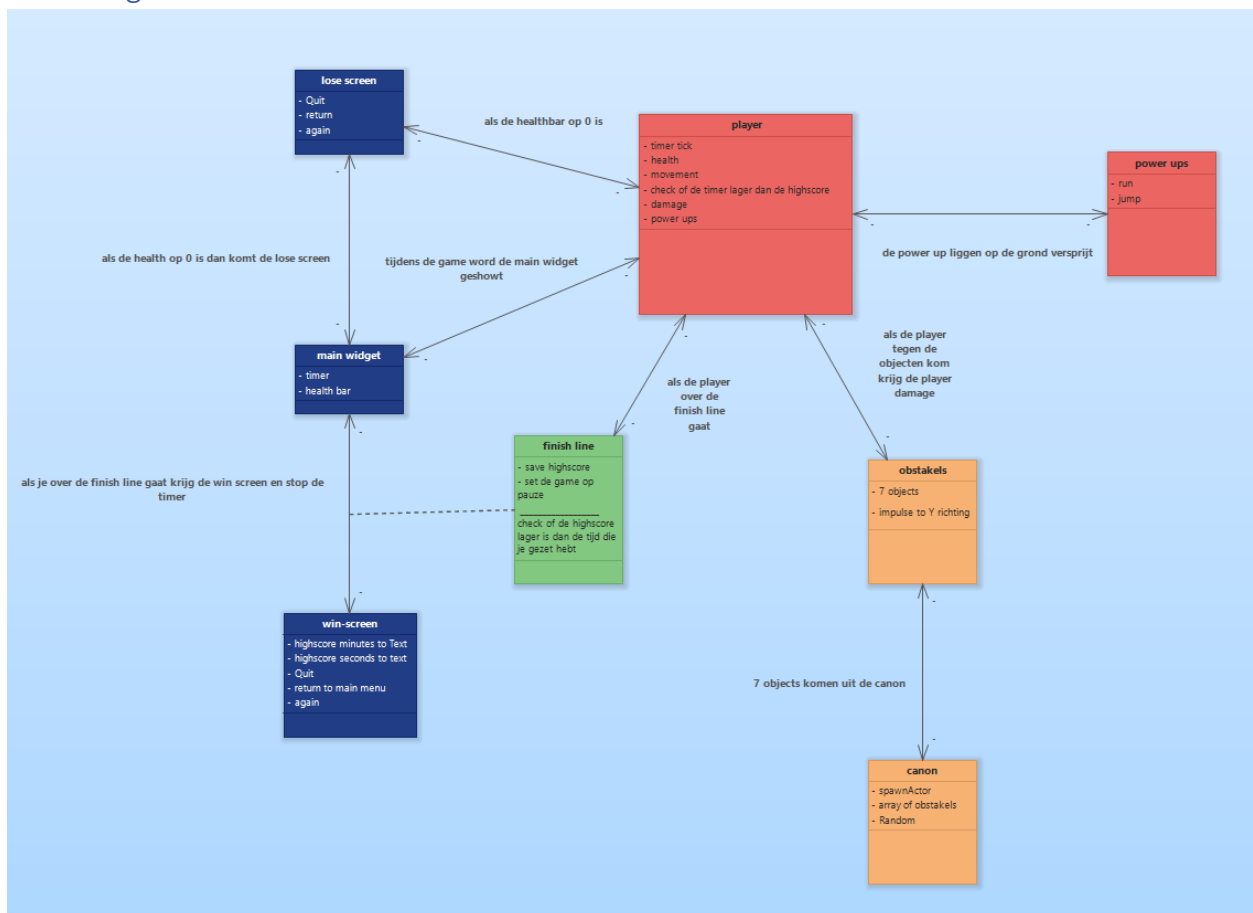 lose screen
- Quit
- return
- again
als de healthbar op 0 is
player
- timer tick
- health
- movement
- check of de timer lager dan de highscore
- damage
- power ups
power ups
- run
- jump
als de health op 0 is dan komt de lose screen
tijdens de game word de main widget
geshowt
de power up liggen op de grond versprijt
main widget
- timer
- health bar
als de player
over de
finish line
gaat
als de player
tegen de
objecten kom
krijg de player
damage
als je over de finish line gaat krijg de win screen en stop de
timer
finish line
- save highscore
- set de game op
pauze
check of de highscore
lager is dan de tijd die
je gezet hebt
obstakels
- 7 objects
- impulse to Y richting
win-screen
- highscore minutes to Text
- highscore seconds to text
- Quit
- return to main menu
- again
7 objects komen uit de canon
canon
- spawnActor
- array of obstakels
- Random